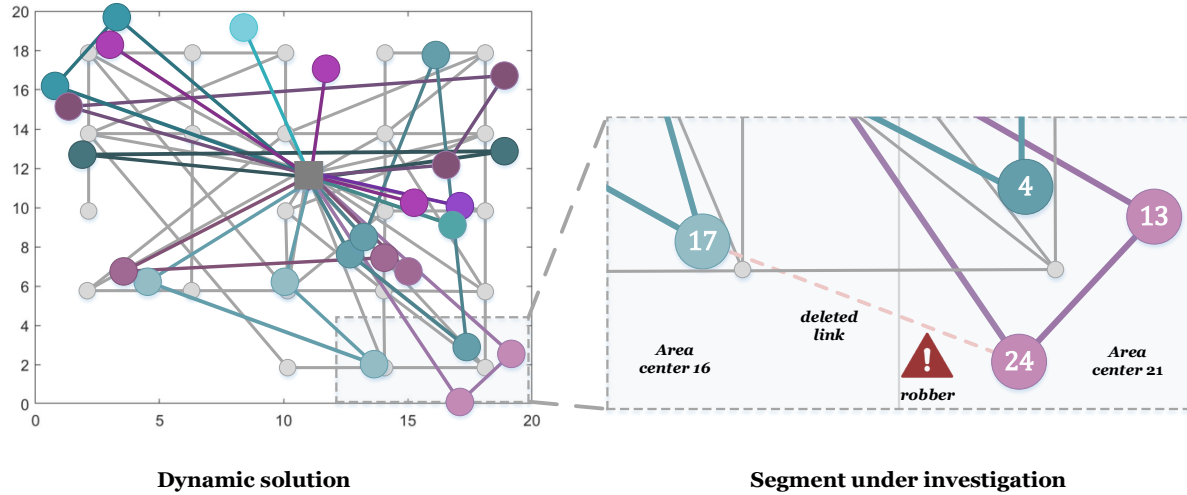 20
18
16
14
12
10
8
6
4
2
0
0
5
10
15
20
4
13
17
24
!
deleted
link
Area
center 16
Area
center 21
robber
Dynamic solution
Segment under investigation